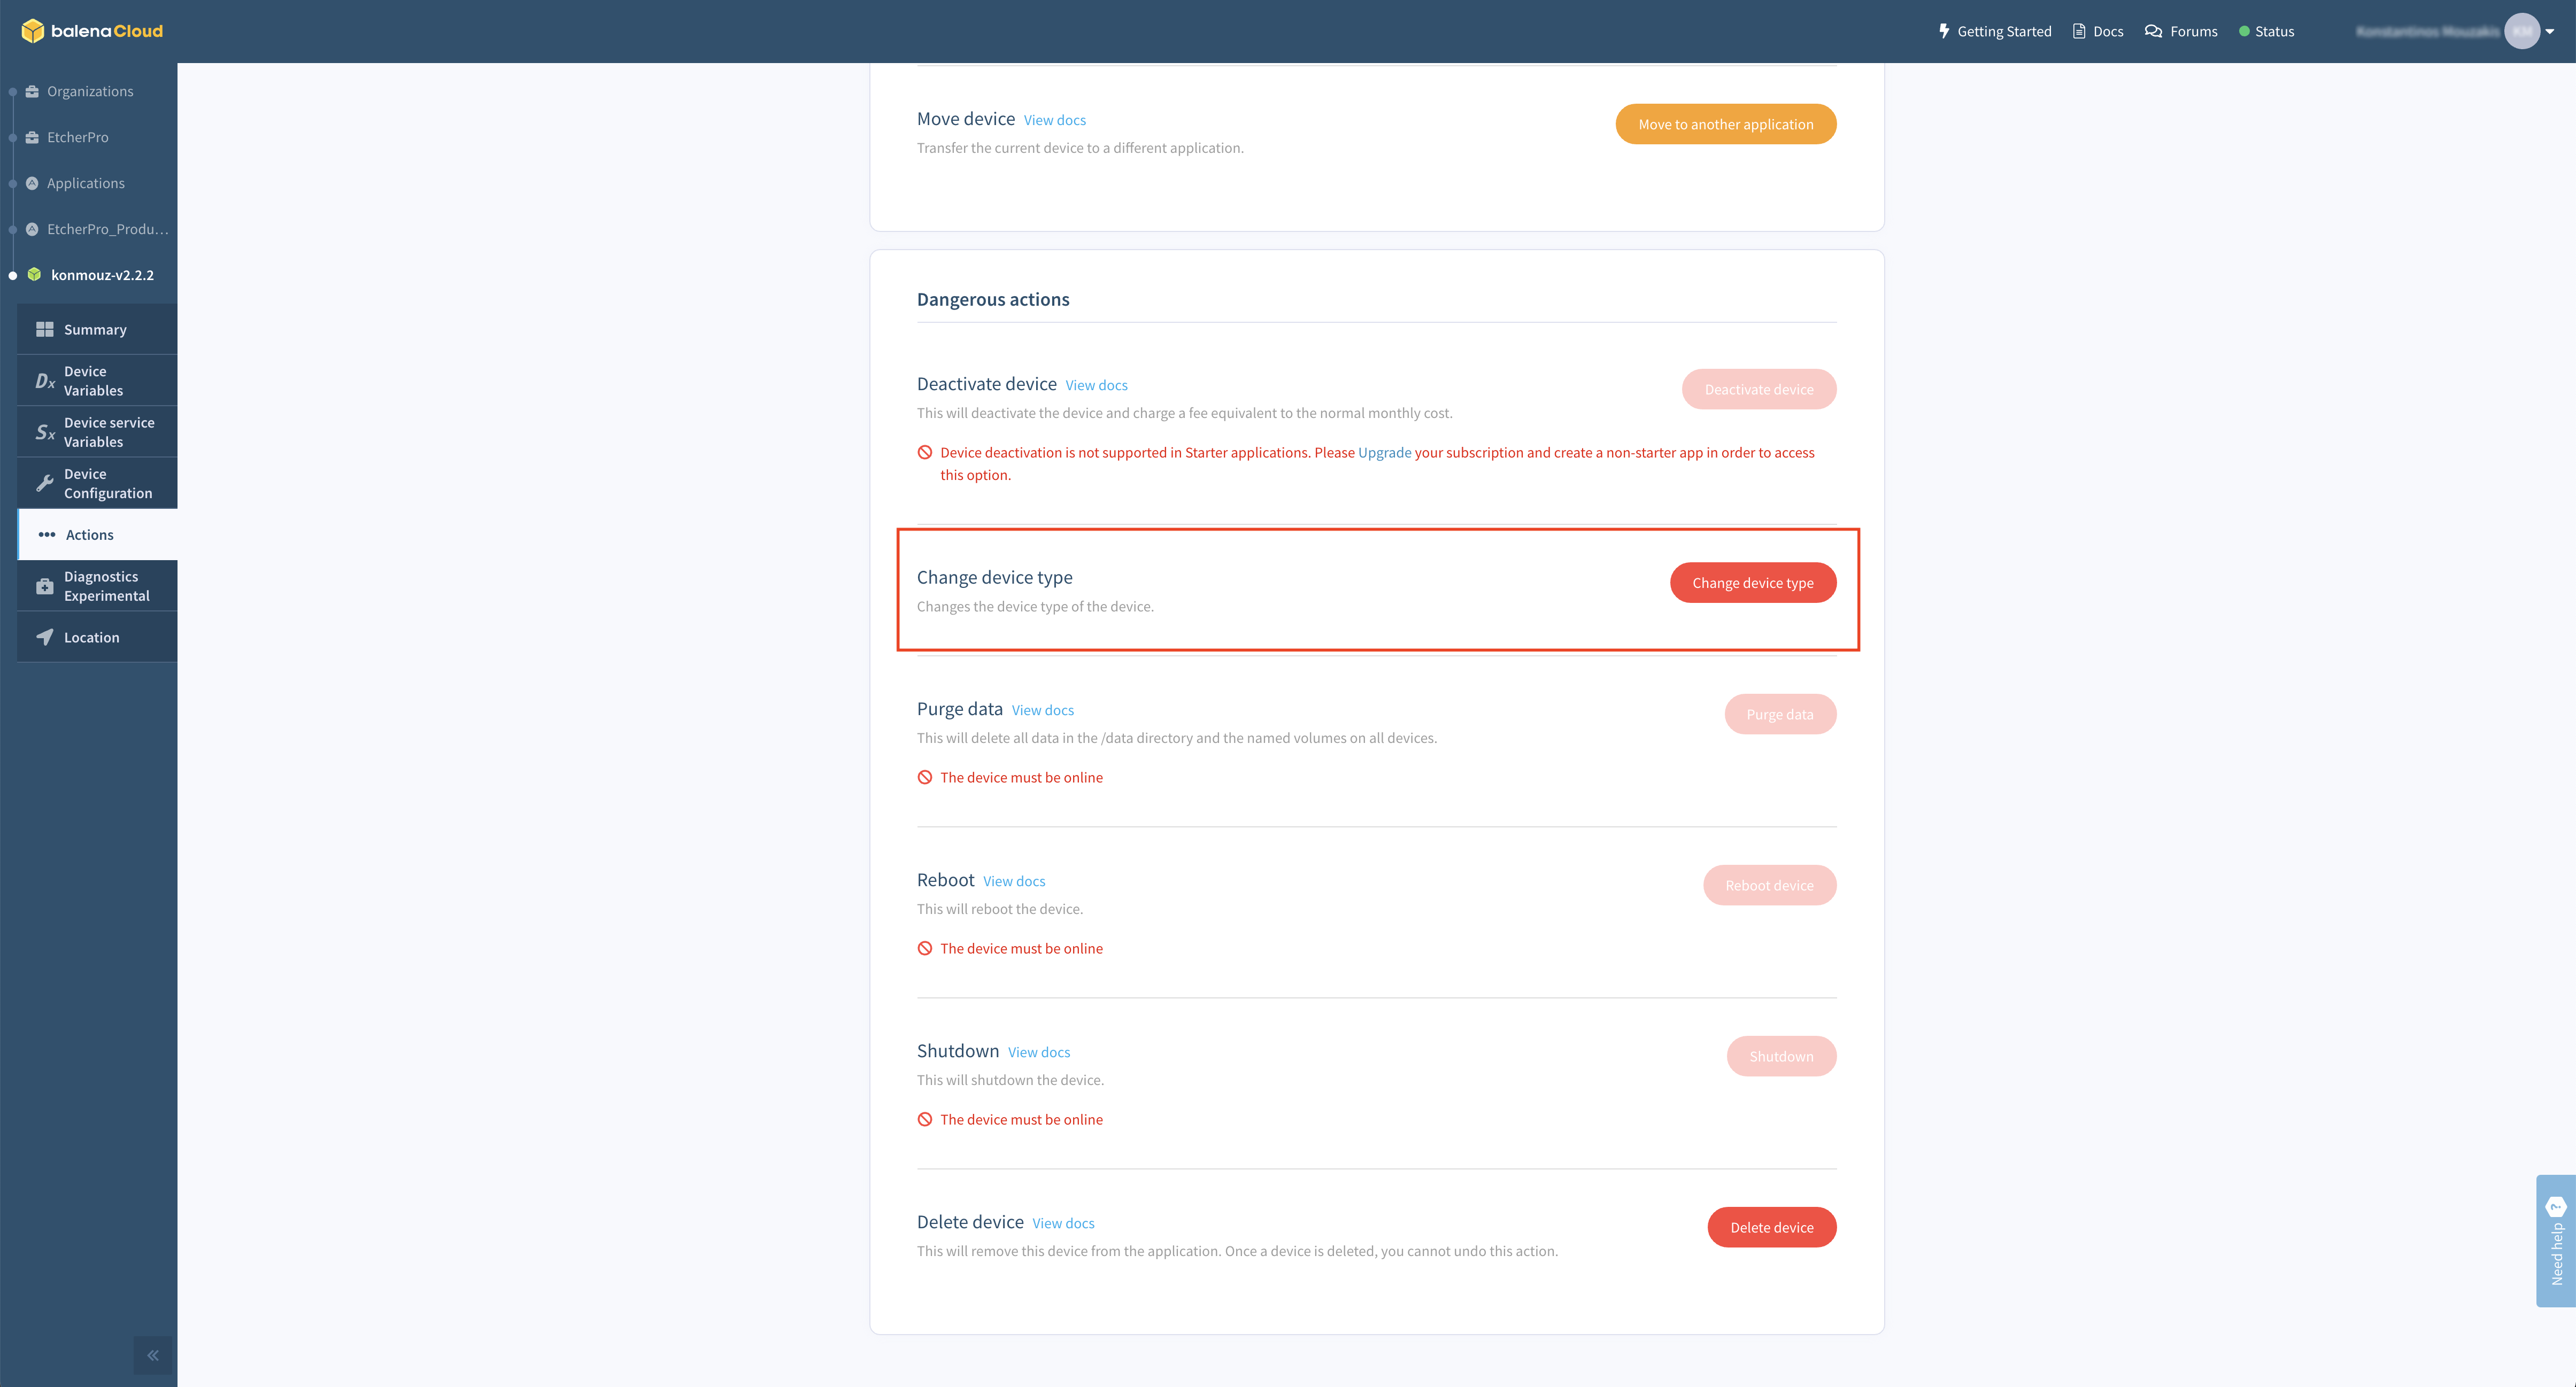 balenaCloud
Getting Started
Docs
Forums
Status
Organizations
EtcherPro
Applications
EtcherPro_Produ...
konmouz-v2.2.2
Summary
Device
Variables
Device service
Variables
Device
Configuration
Actions
Diagnostics
Experimental
Location
Move device View docs
Move to another application
Transfer the current device to a different application.
Dangerous actions
Deactivate device View docs
Deactivate device
This will deactivate the device and charge a fee equivalent to the normal monthly cost.
Device deactivation is not supported in Starter applications. Please Upgrade your subscription and create a non-starter app in order to access
this option.
Change device type
Change device type
Changes the device type of the device.
Purge data View docs
Purge data
This will delete all data in the /data directory and the named volumes on all devices.
The device must be online
Reboot View docs
Reboot device
This will reboot the device.
The device must be online
Shutdown View docs
Shutdown
This will shutdown the device.
The device must be online
Delete device View docs
Delete device
This will remove this device from the application. Once a device is deleted, you cannot undo this action.
Need help